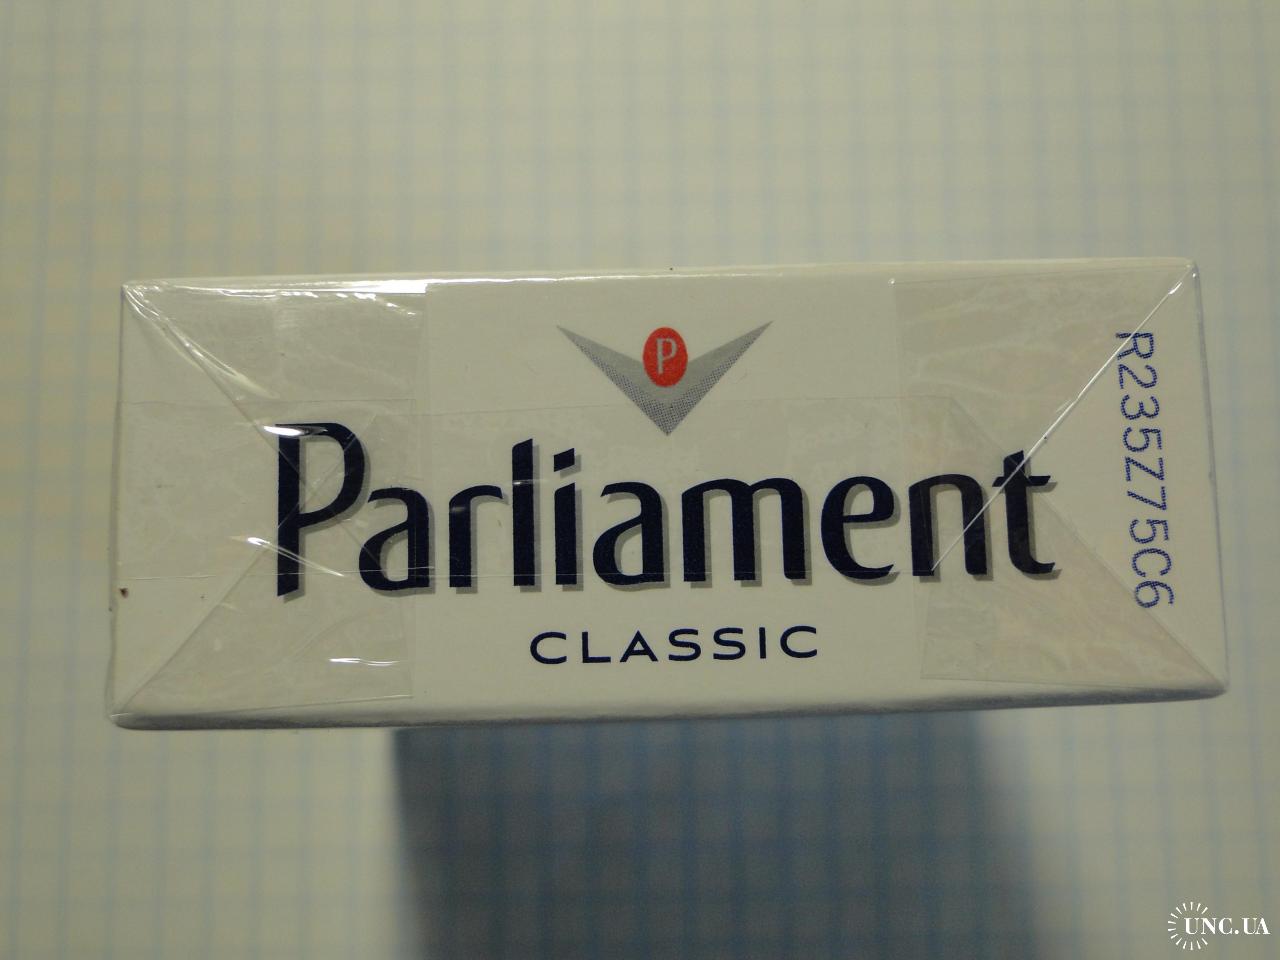 P
Parliament
CLASSIC
R235Z75C6
UNC.UA